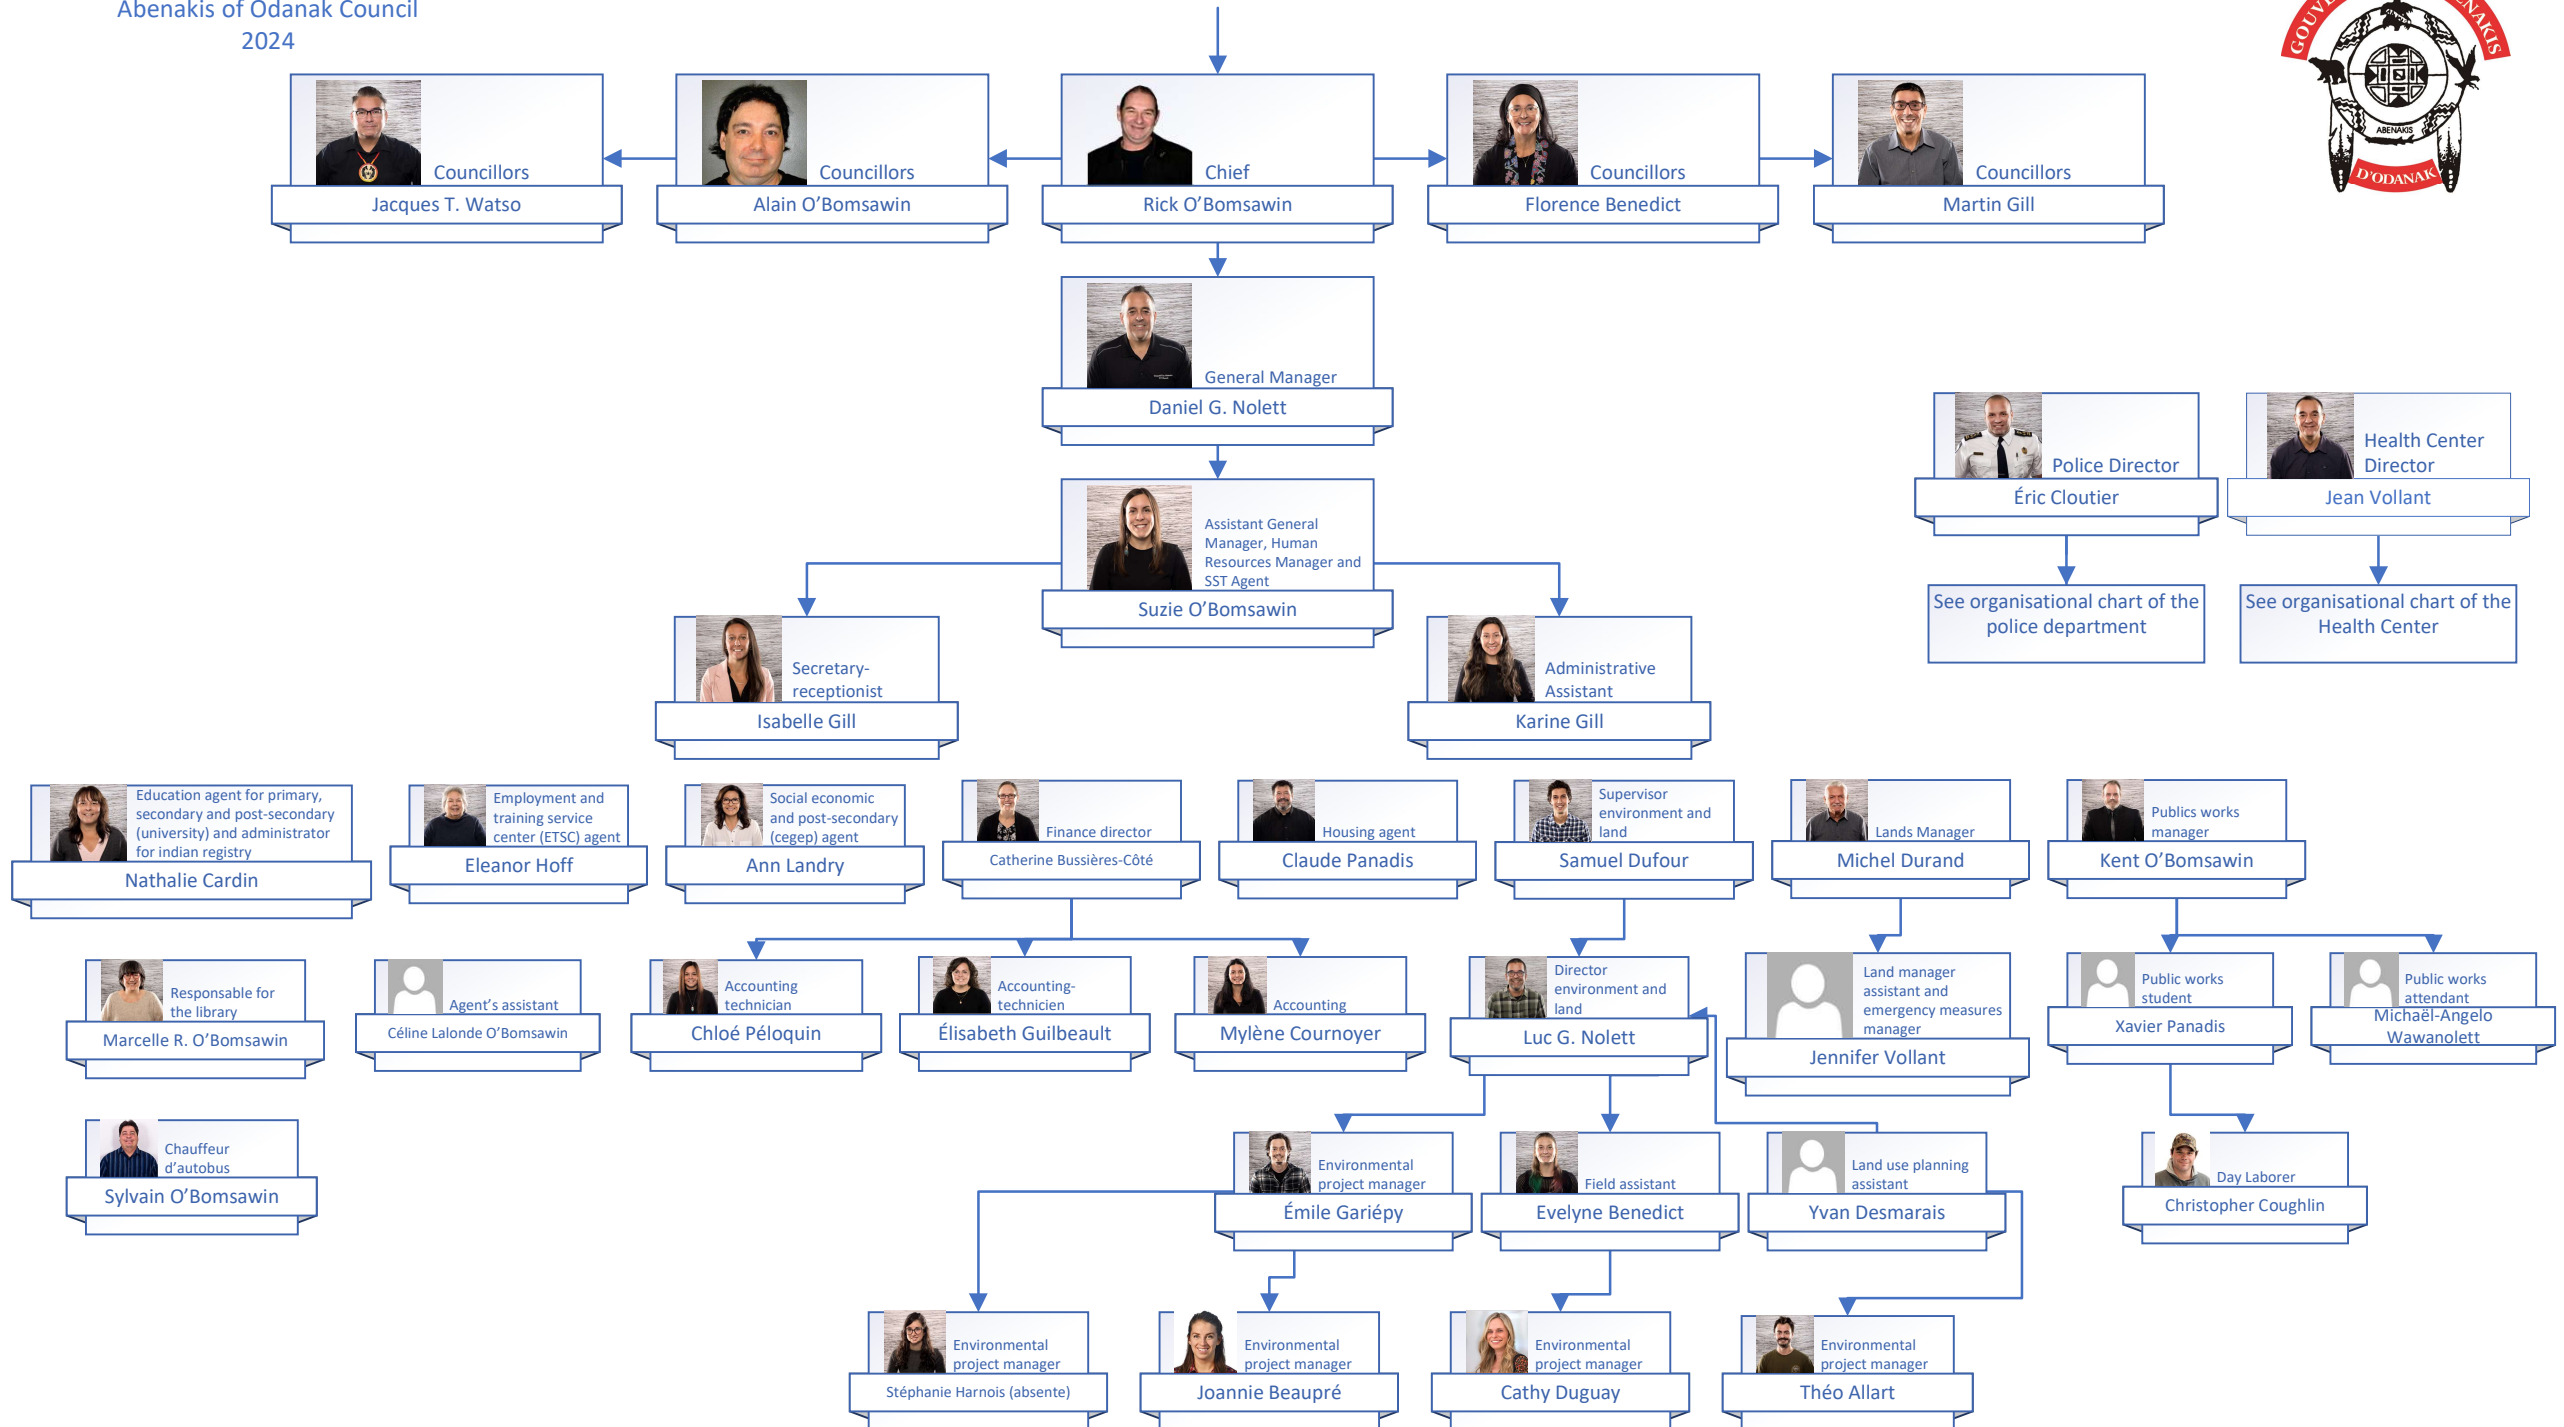 Abenakis of Odanak Council
2024
ABENAKIS
D'ODANAK
Councillors
Jacques T. Watso
Councillors
Alain O'Bomsawin
Chief
Rick O'Bomsawin
Councillors
Florence Benedict
Councillors
Martin Gill
General Manager
Daniel G. Nolett
Police Director
Éric Cloutier
Health Center
Director
Jean Vollant
Assistant General
Manager, Human
Resources Manager and
SST Agent
Suzie O'Bomsawin
See organisational chart of the
police department
See organisational chart of the
Health Center
Secretary-
receptionist
Isabelle Gill
Administrative
Assistant
Karine Gill
Education agent for primary,
secondary and post-secondary
(university) and administrator
for indian registry
Nathalie Cardin
Employment and
training service
center (ETSC) agent
Eleanor Hoff
Social economic
and post-secondary
(cegep) agent
Ann Landry
Finance director
Catherine Bussières-Côté
Housing agent
Claude Panadis
Supervisor
environment and
land
Samuel Dufour
Lands Manager
Michel Durand
Publics works
manager
Kent O'Bomsawin
Responsable for
the library
Marcelle R. O'Bomsawin
Agent's assistant
Céline Lalonde O'Bomsawin
Accounting
technician
Chloé Péloquin
Accounting-
technicien
Élisabeth Guilbeault
Accounting
Mylène Cournoyer
Director
environment and
land
Luc G. Nolett
Land manager
assistant and
emergency measures
manager
Jennifer Vollant
Public works
student
Xavier Panadis
Public works
attendant
Michaël-Angelo
Wawanolett
Chauffeur
d'autobus
Sylvain O'Bomsawin
Environmental
project manager
Émile Gariépy
Field assistant
Evelyne Benedict
Land use planning
assistant
Yvan Desmarais
Day Laborer
Christopher Coughlin
Environmental
project manager
Stéphanie Harnois (absente)
Environmental
project manager
Joannie Beaupré
Environmental
project manager
Cathy Duguay
Environmental
project manager
Théo Allart